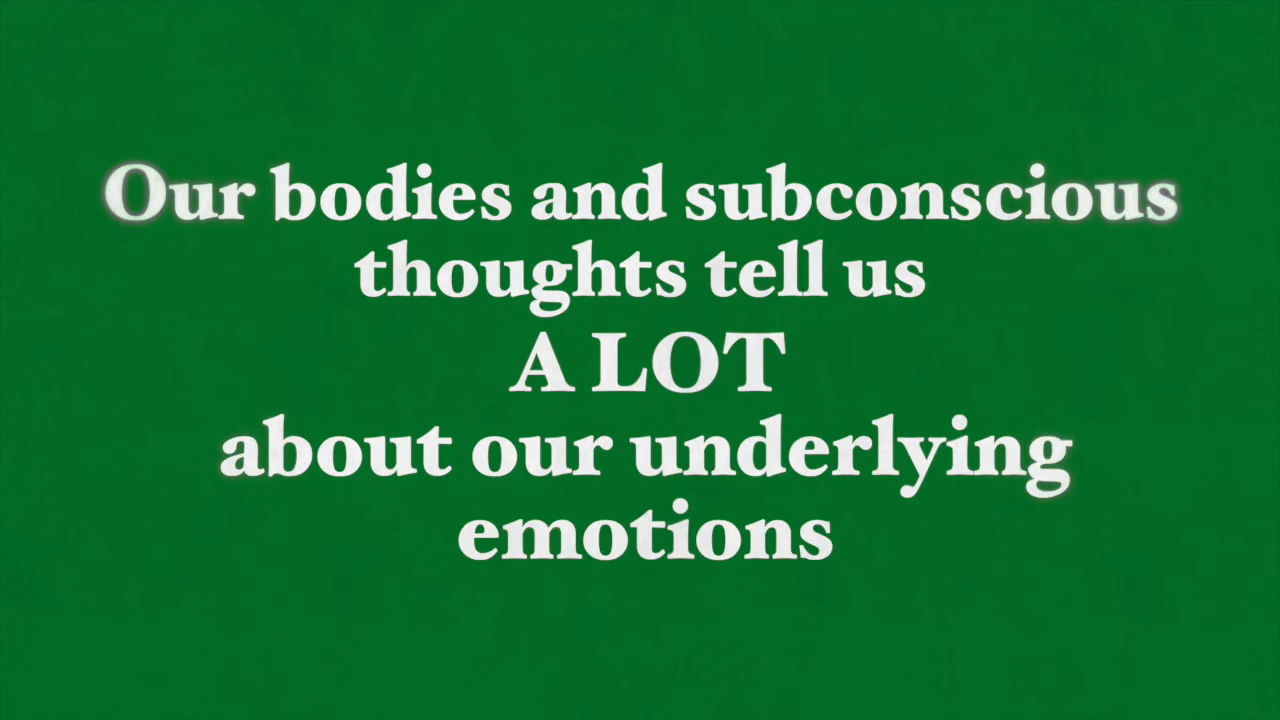 Our bodies and subconscious
thoughts tell us
A LOT
about our underlying
emotions